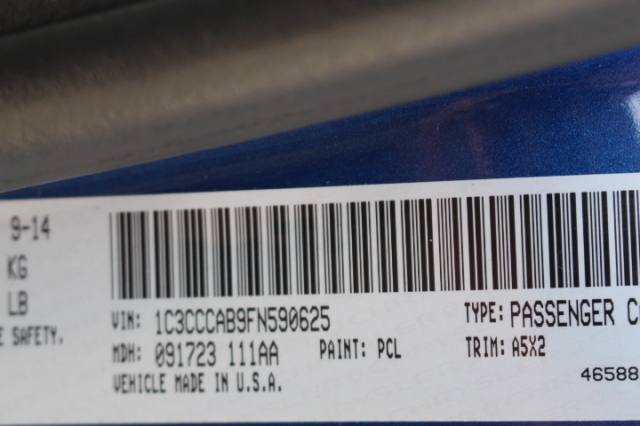 9-14
KG
LB
SAFETY.
VIN: 1C3CCCAB9FN590625 TYPE: PASSENGER
MDH: 091723 111AA PAINT: PCL TRIM: A5X2
VEHICLE MADE IN U.S.A. 46588